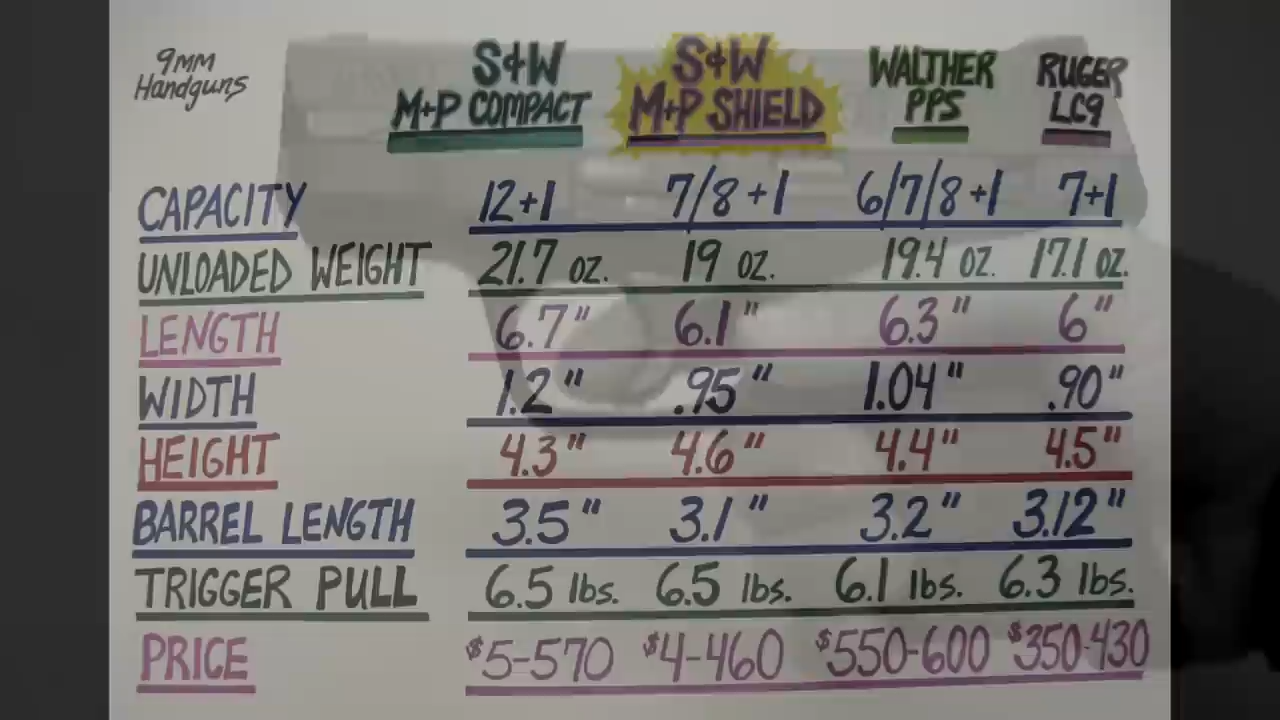 9MM
Handguns
S&W
M+P COMPACT
S&W
M+P SHIELD
WALTHER
PPS
RUGER
LC9
CAPACITY 12+1 7/8+1 6/7/8+1 7+1
UNLOADED WEIGHT 21.7 OZ. 19 OZ. 19.4 OZ. 17.1 OZ.
LENGTH 6.7" 6.1" 6.3" 6"
WIDTH 1.2" .95" 1.04" .90"
HEIGHT 4.3" 4.6" 4.4" 4.5"
BARREL LENGTH 3.5" 3.1" 3.2" 3.12"
TRIGGER PULL 6.5 lbs. 6.5 lbs. 6.1 lbs. 6.3 lbs.
PRICE $5-570 $4-460 $550-600 $350-430